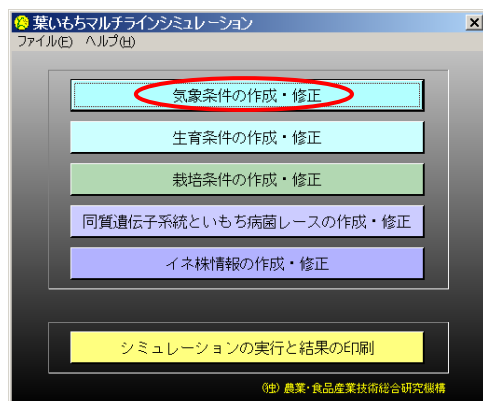 葉いもちマルチラインシミュレーション
ファイル(F) ヘルプ(H)
気象条件の作成・修正
生育条件の作成・修正
栽培条件の作成・修正
同質遺伝子系統といもち病菌レースの作成・修正
イネ株情報の作成・修正
シミュレーションの実行と結果の印刷
(独) 農業・食品産業技術総合研究機構